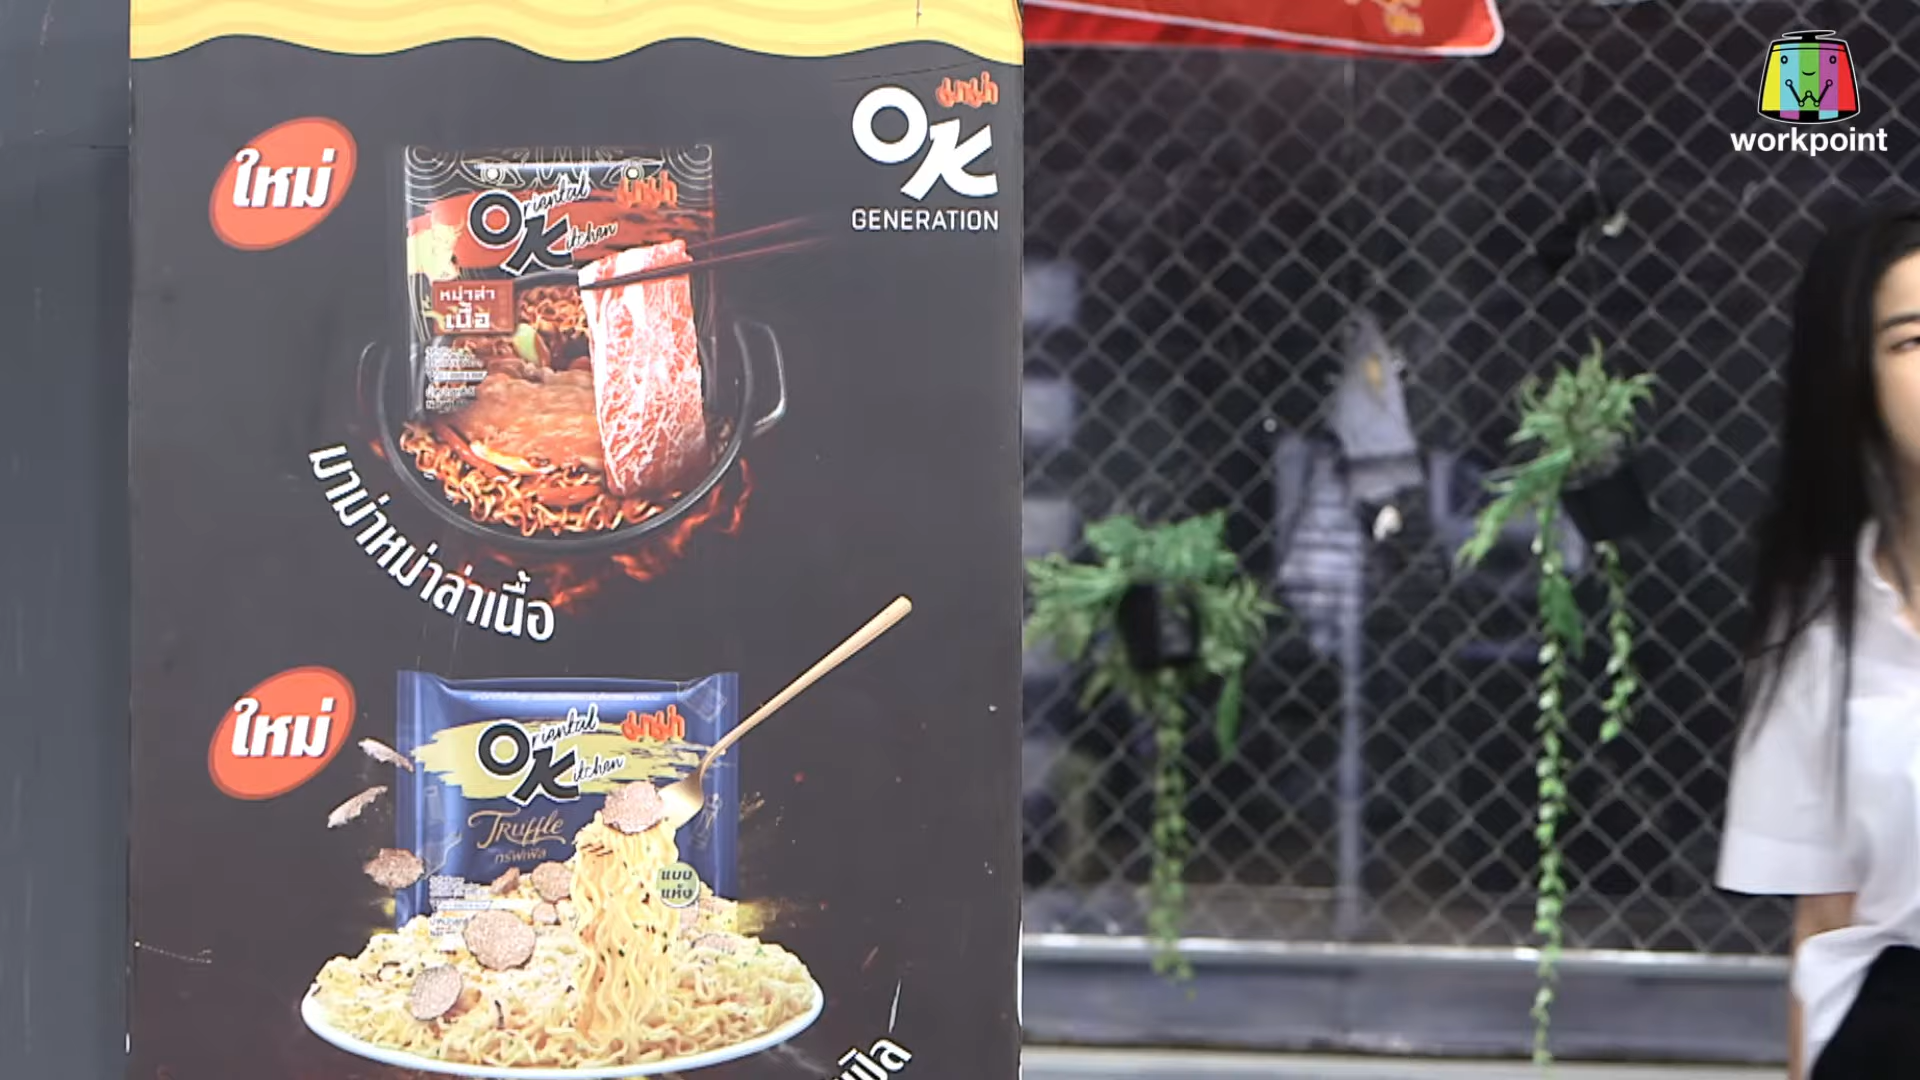 มาม่า
OK
GENERATION
ใหม่
Oriental
Kitchen
มาม่า
หม่าล่า
เนื้อ
มาม่าหม่าล่าเนื้อ
ใหม่
Oriental
Kitchen
มาม่า
TRUFFLE
ทรัฟเฟิล
แบบ
แห้ง
workpoint